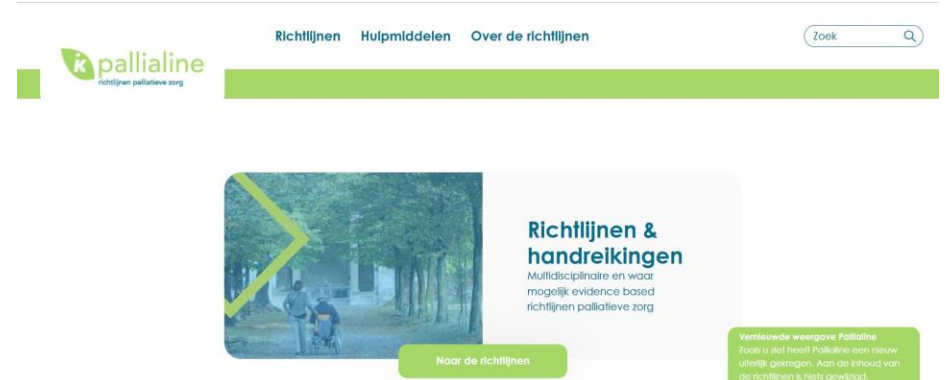 Richtlijnen Hulpmiddelen Over de richtlijnen
Zoek
ik pallialine
richtlijnen palliatieve zorg
Richtlijnen &
handreikingen
Multidisciplinaire en waar
mogelijk evidence based
richtlijnen palliatieve zorg
Naar de richtlijnen
Vernieuwde weergave Pallialine
Zoals u ziet heeft Pallialine een nieuw
uiterlijk gekregen. Aan de inhoud van
de richtlijnen is niets gewijzigd.